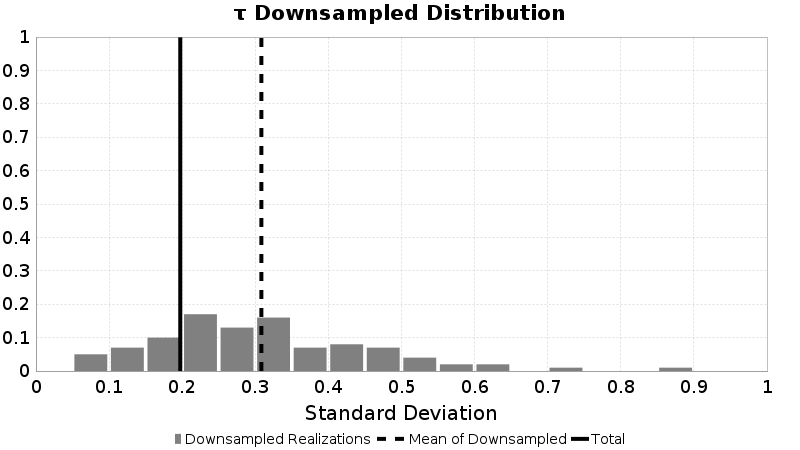 τ Downsampled Distribution
1
0.9
0.8
0.7
0.6
0.5
0.4
0.3
0.2
0.1
0
0 0.1 0.2 0.3 0.4 0.5 0.6 0.7 0.8 0.9 1
Standard Deviation
Downsampled Realizations Mean of Downsampled Total